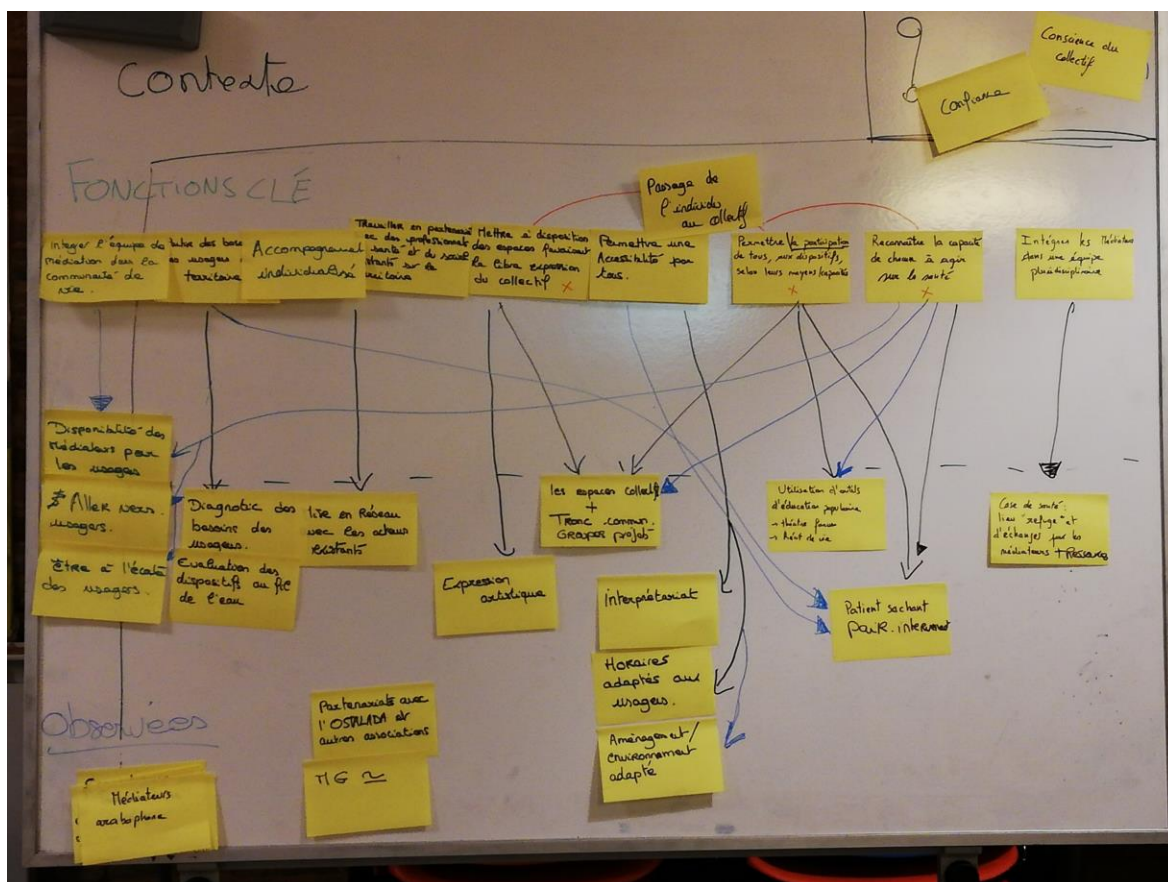 Contexte
Conscience du
collectif
Confiance
FONCTIONS CLÉ
Passage de
l'individu
au collectif
Integrer l'équipe de
médiation dans la
communauté de
vie.
des
usagers
territoire
Accompagnement
individualisé
Travailler en partenariat
des professionnels
santé et du social
sur le
Mettre à disposition
des espaces favorisant
la libre expression
du collectif X
Permettre une
Accessibilité pour
tous.
Permettre la participation
de tous, aux dispositifs,
selon leurs moyens/capacités
X
Reconnaître la capacité
de chacun à agir
sur la santé
X
Intégrer les Médiateurs
dans une équipe
pluridisciplinaire
Disponibilité des
Médiateurs pour
les usagers
Aller vers
usagers.
Être à l'écoute
des usagers.
Diagnostic des
besoins des
usagers.
Evaluation des
dispositifs au fil
de l'eau
en Réseau
avec les acteurs
existants
Expression
artistique
les espaces collectifs
+
Tronc commun.
Groupes projets
Interprétariat
Horaires
adaptés aux
usagers.
Aménagement/
environnement
adapté
Utilisation d'outils
d'éducation populaire
→ théâtre forum
→ Récit de vie
Patient sachant
pair. intervenant
Case de santé:
lieu "refuge" et
d'échanges pour les
médiateurs + Ressources
Observées
Partenariats avec
l'OSTALADA et
autres associations
MG ≃
Médiateurs
arabophone